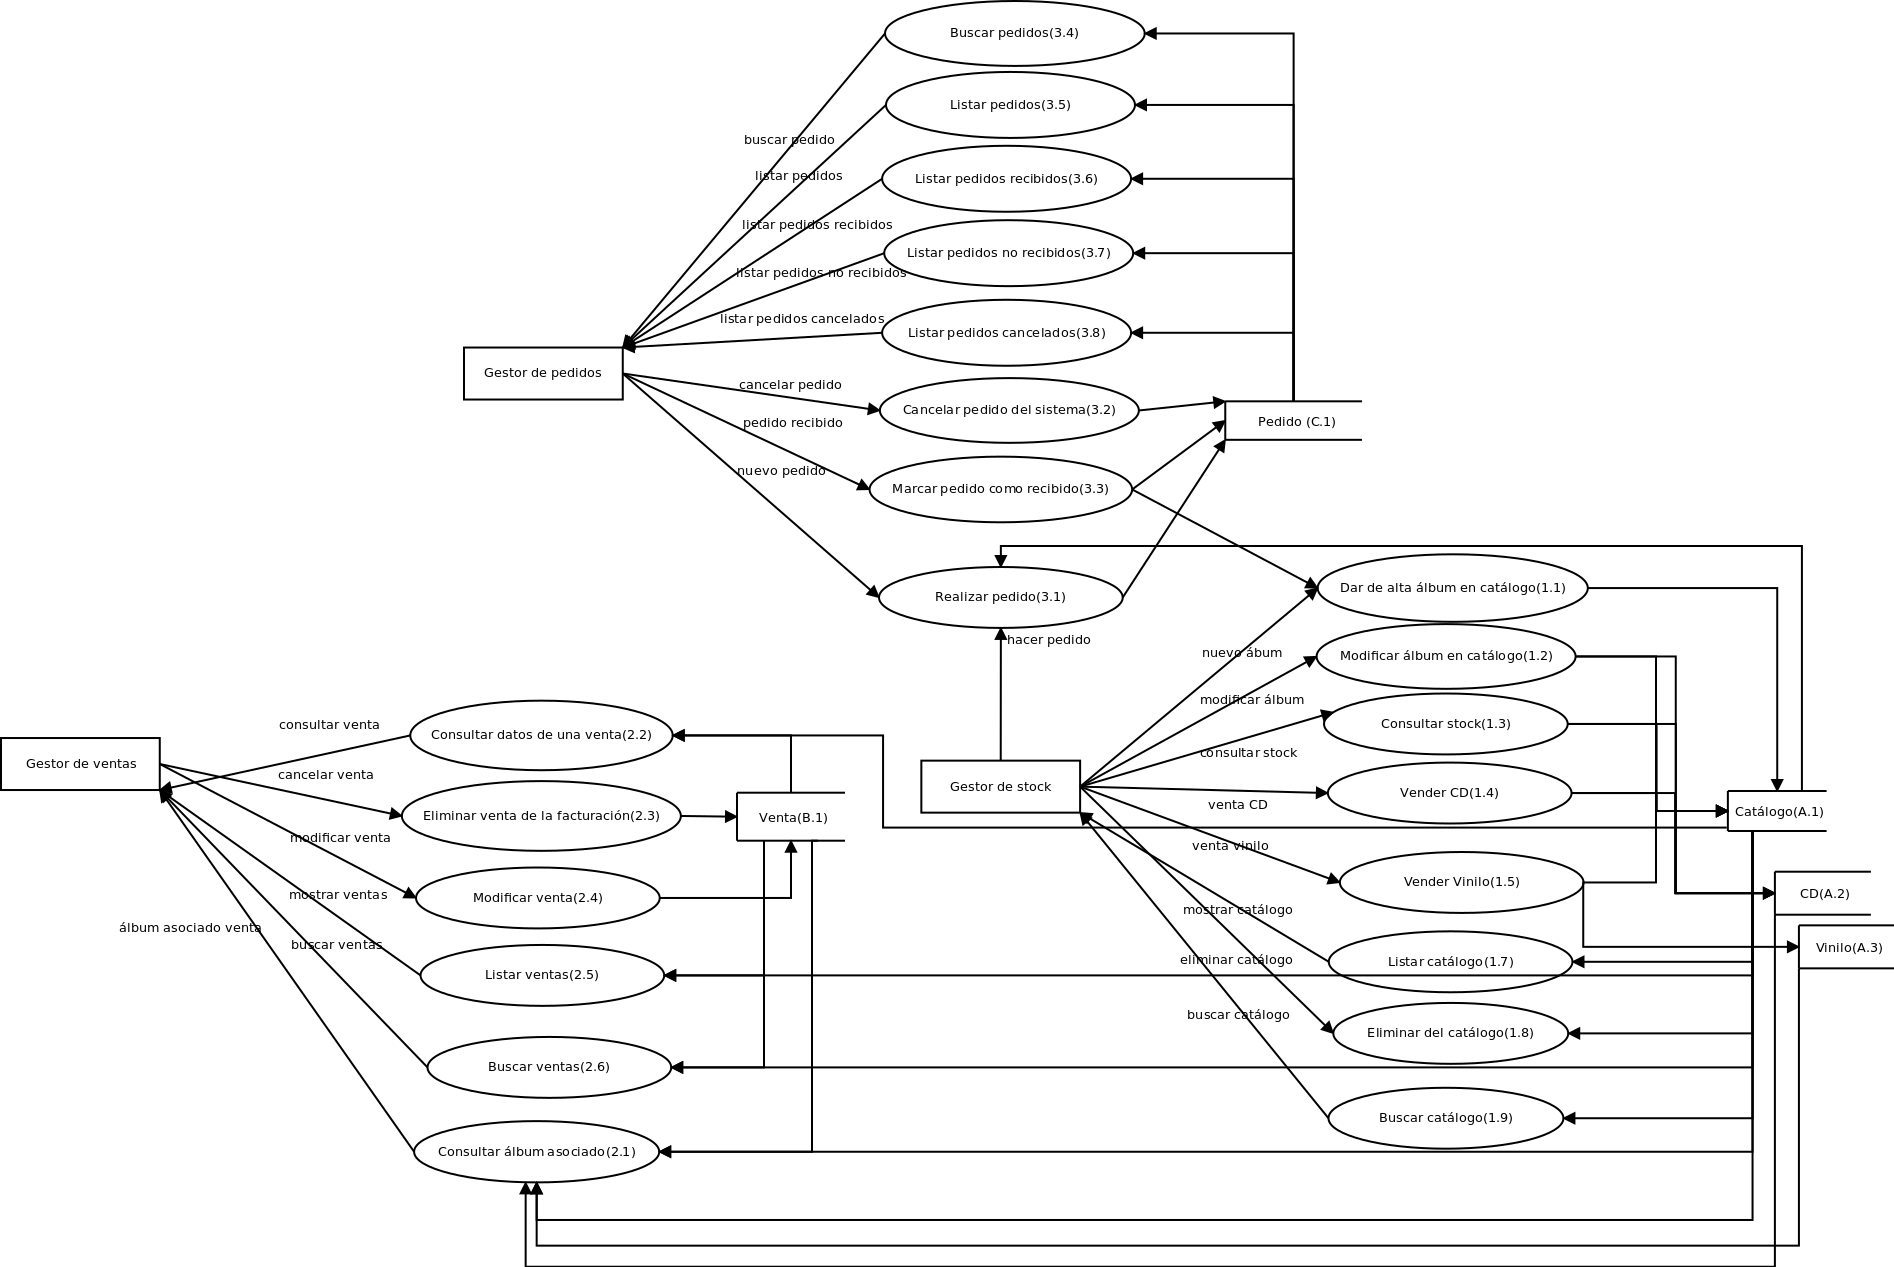 Buscar pedidos(3.4)
Listar pedidos(3.5)
buscar pedido
listar pedidos
Listar pedidos recibidos(3.6)
listar pedidos recibidos
Listar pedidos no recibidos(3.7)
listar pedidos no recibidos
listar pedidos cancelados
Listar pedidos cancelados(3.8)
Gestor de pedidos
cancelar pedido
Cancelar pedido del sistema(3.2)
Pedido (C.1)
pedido recibido
nuevo pedido
Marcar pedido como recibido(3.3)
Dar de alta álbum en catálogo(1.1)
Realizar pedido(3.1)
hacer pedido
nuevo ábum
Modificar álbum en catálogo(1.2)
modificar álbum
Consultar stock(1.3)
consultar venta
Consultar datos de una venta(2.2)
consultar stock
Gestor de ventas
cancelar venta
Gestor de stock
Vender CD(1.4)
venta CD
Eliminar venta de la facturación(2.3)
Venta(B.1)
Catálogo(A.1)
modificar venta
venta vinilo
Vender Vinilo(1.5)
CD(A.2)
mostrar ventas
Modificar venta(2.4)
mostrar catálogo
álbum asociado venta
buscar ventas
Vinilo(A.3)
eliminar catálogo
Listar catálogo(1.7)
Listar ventas(2.5)
buscar catálogo
Eliminar del catálogo(1.8)
Buscar ventas(2.6)
Buscar catálogo(1.9)
Consultar álbum asociado(2.1)